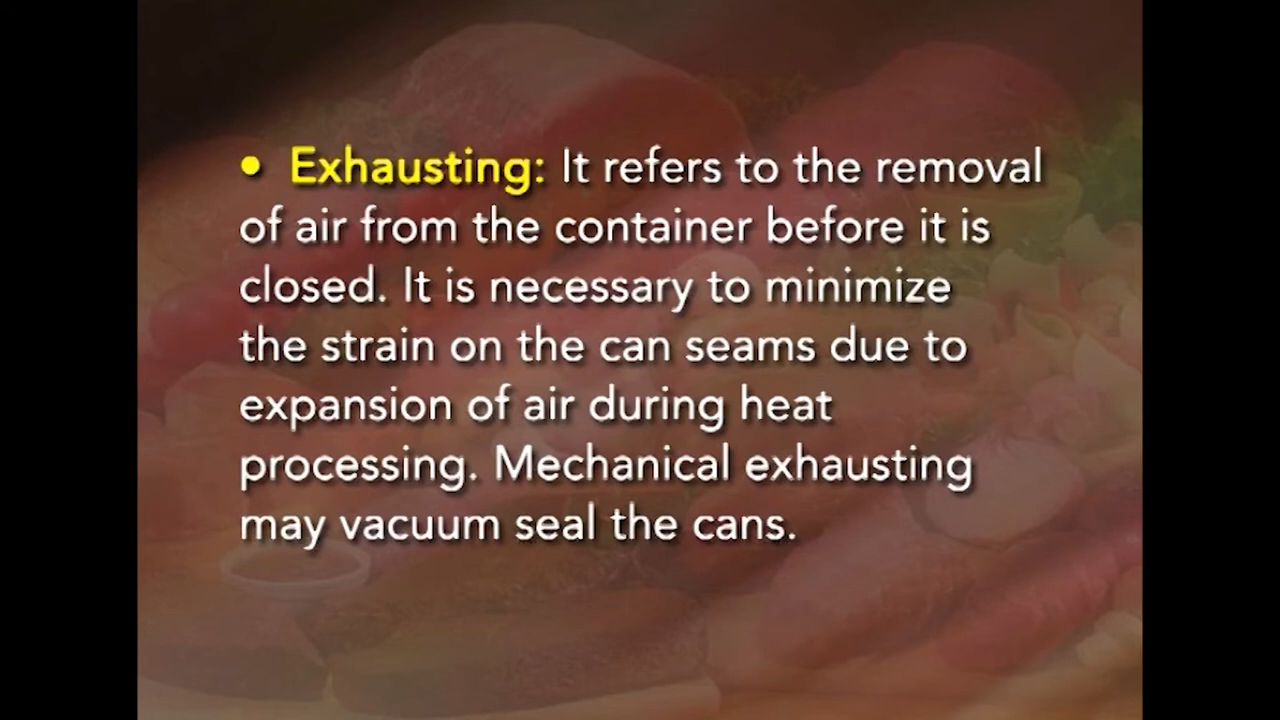 • Exhausting: It refers to the removal
of air from the container before it is
closed. It is necessary to minimize
the strain on the can seams due to
expansion of air during heat
processing. Mechanical exhausting
may vacuum seal the cans.